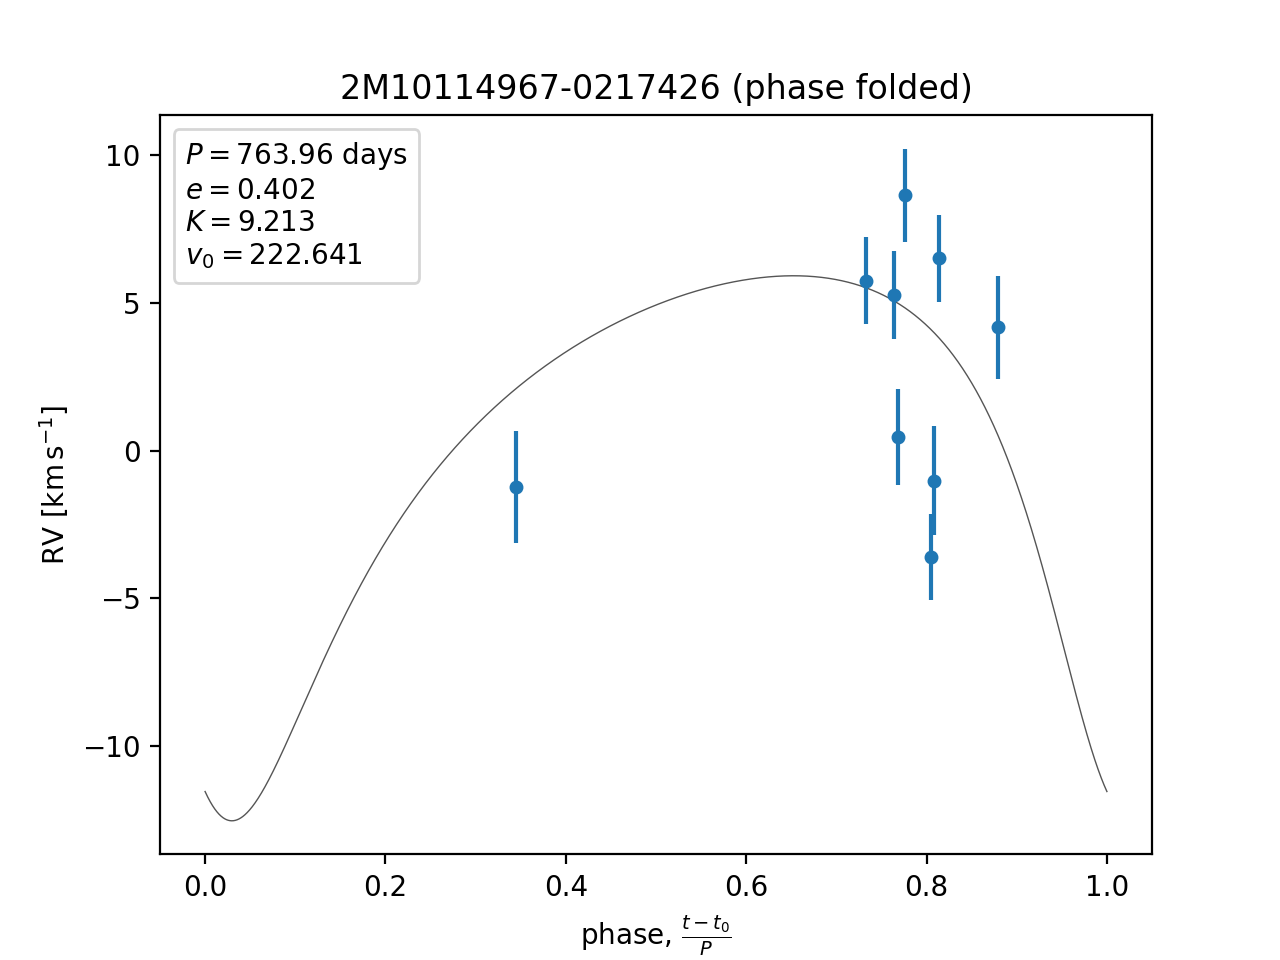 2M10114967-0217426 (phase folded)
P = 763.96 days
e = 0.402
K = 9.213
v₀ = 222.641
10
5
0
−5
−10
RV [km s⁻¹]
0.0 0.2 0.4 0.6 0.8 1.0
phase, (t − t₀)/P